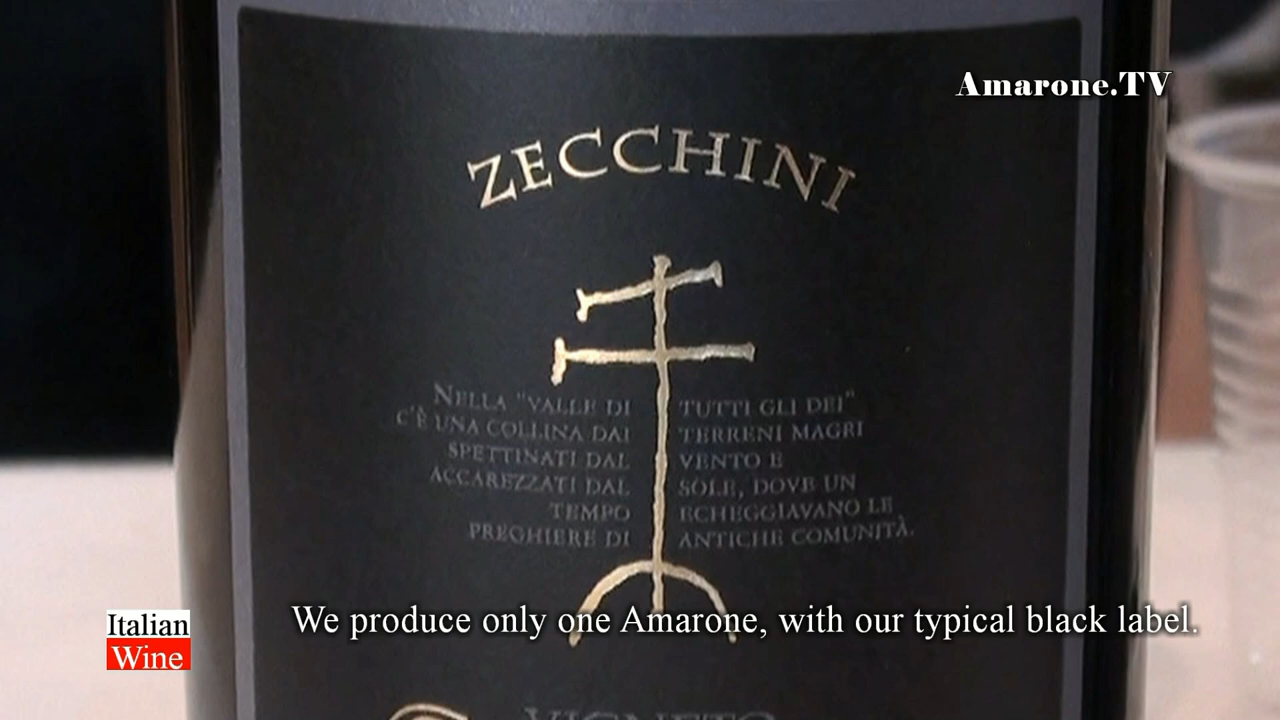 Amarone.TV
ZECCHINI
NELLA "VALLE DI TUTTI GLI DEI"
C'È UNA COLLINA DAI TERRENI MAGRI
SPETTINATI DAL VENTO E
ACCAREZZATI DAL SOLE, DOVE UN
TEMPO ECHEGGIAVANO LE
PREGHIERE DI ANTICHE COMUNITÀ.
We produce only one Amarone, with our typical black label.
Italian
Wine
VIGNETO